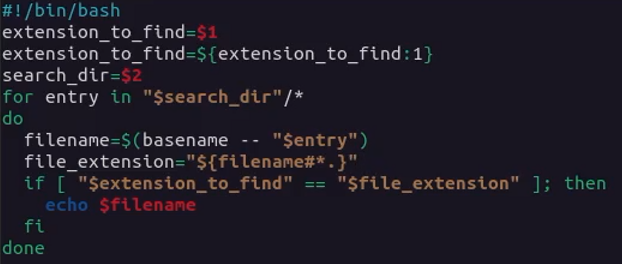 #!/bin/bash
extension_to_find=$1
extension_to_find=${extension_to_find:1}
search_dir=$2
for entry in "$search_dir"/*
do
  filename=$(basename -- "$entry")
  file_extension="${filename#*.}"
  if [ "$extension_to_find" == "$file_extension" ]; then
    echo $filename
  fi
done